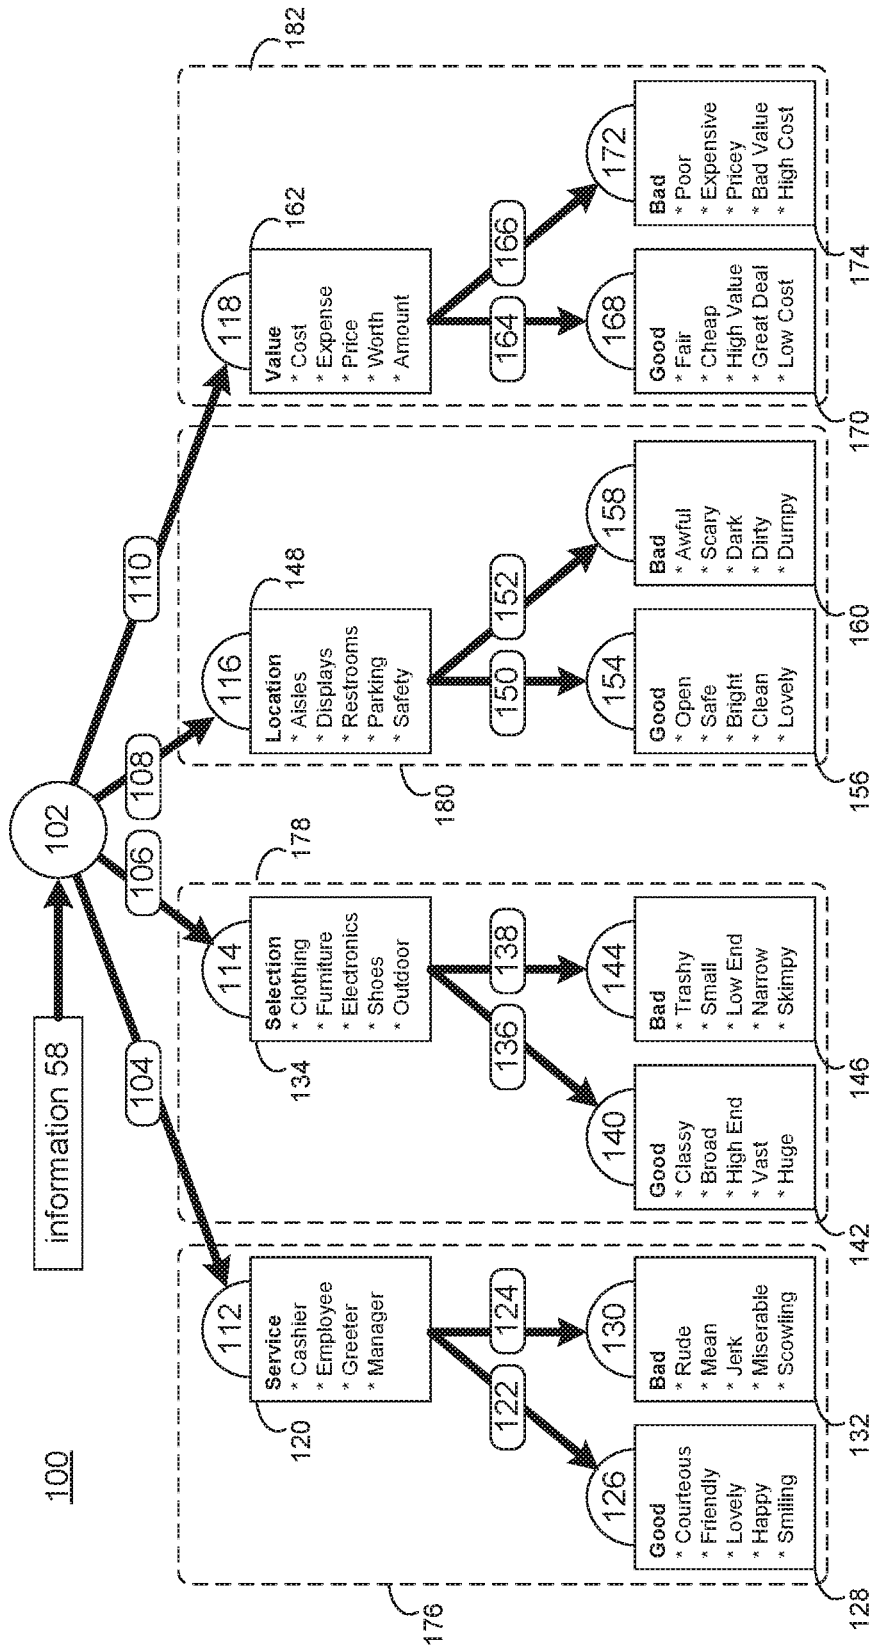 100
information 58
102
104
106
108
110
176
112
120
Service
* Cashier
* Employee
* Greeter
* Manager
122
124
126
Good
* Courteous
* Friendly
* Lovely
* Happy
* Smiling
128
130
Bad
* Rude
* Mean
* Jerk
* Miserable
* Scowling
132
178
114
134
Selection
* Clothing
* Furniture
* Electronics
* Shoes
* Outdoor
136
138
140
Good
* Classy
* Broad
* High End
* Vast
* Huge
142
144
Bad
* Trashy
* Small
* Low End
* Narrow
* Skimpy
146
180
116
148
Location
* Aisles
* Displays
* Restrooms
* Parking
* Safety
150
152
154
Good
* Open
* Safe
* Bright
* Clean
* Lovely
156
158
Bad
* Awful
* Scary
* Dark
* Dirty
* Dumpy
160
182
118
162
Value
* Cost
* Expense
* Price
* Worth
* Amount
164
166
168
Good
* Fair
* Cheap
* High Value
* Great Deal
* Low Cost
170
172
Bad
* Poor
* Expensive
* Pricey
* Bad Value
* High Cost
174